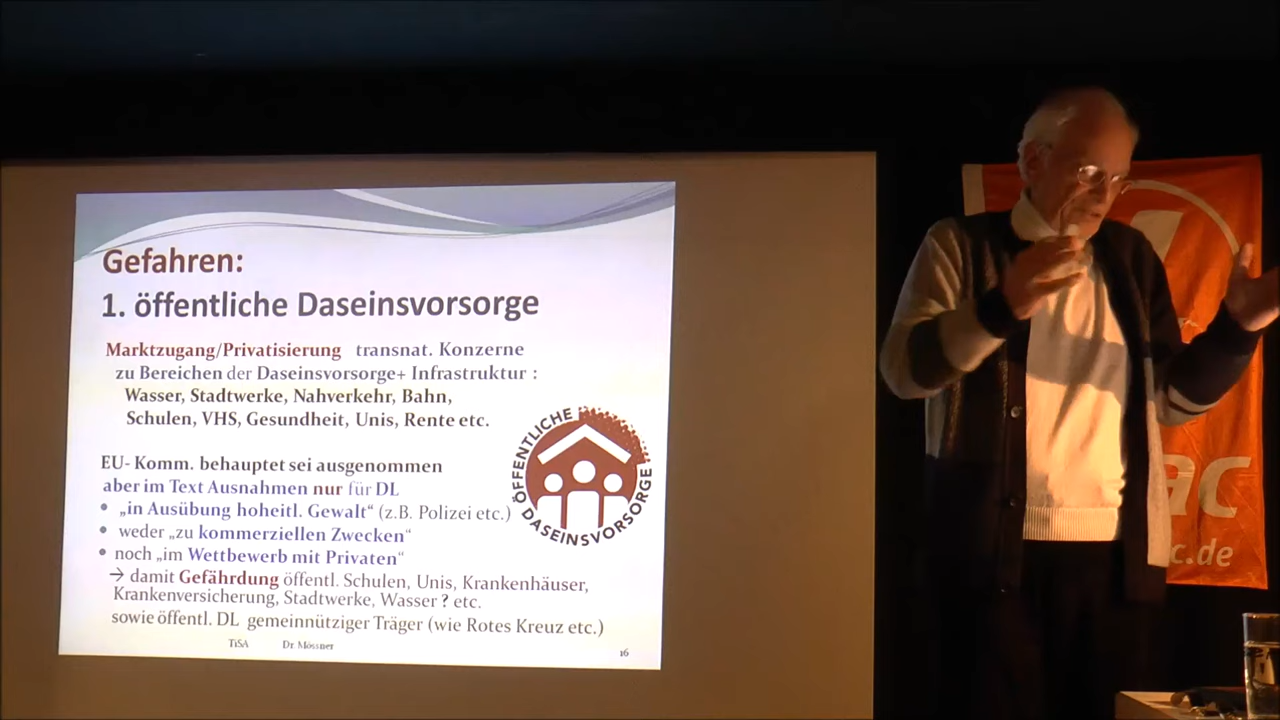 Gefahren:
1. öffentliche Daseinsvorsorge
Marktzugang/Privatisierung transnat. Konzerne
zu Bereichen der Daseinsvorsorge+ Infrastruktur :
Wasser, Stadtwerke, Nahverkehr, Bahn,
Schulen, VHS, Gesundheit, Unis, Rente etc.
ÖFFENTLICHE
DASEINSVORSORGE
EU- Komm. behauptet sei ausgenommen
aber im Text Ausnahmen nur für DL
• „in Ausübung hoheitl. Gewalt“ (z.B. Polizei etc.)
• weder „zu kommerziellen Zwecken“
• noch „im Wettbewerb mit Privaten“
→ damit Gefährdung öffentl. Schulen, Unis, Krankenhäuser,
Krankenversicherung, Stadtwerke, Wasser ? etc.
sowie öffentl. DL gemeinnütziger Träger (wie Rotes Kreuz etc.)
TiSA Dr. Mössner
16
ac
c.de